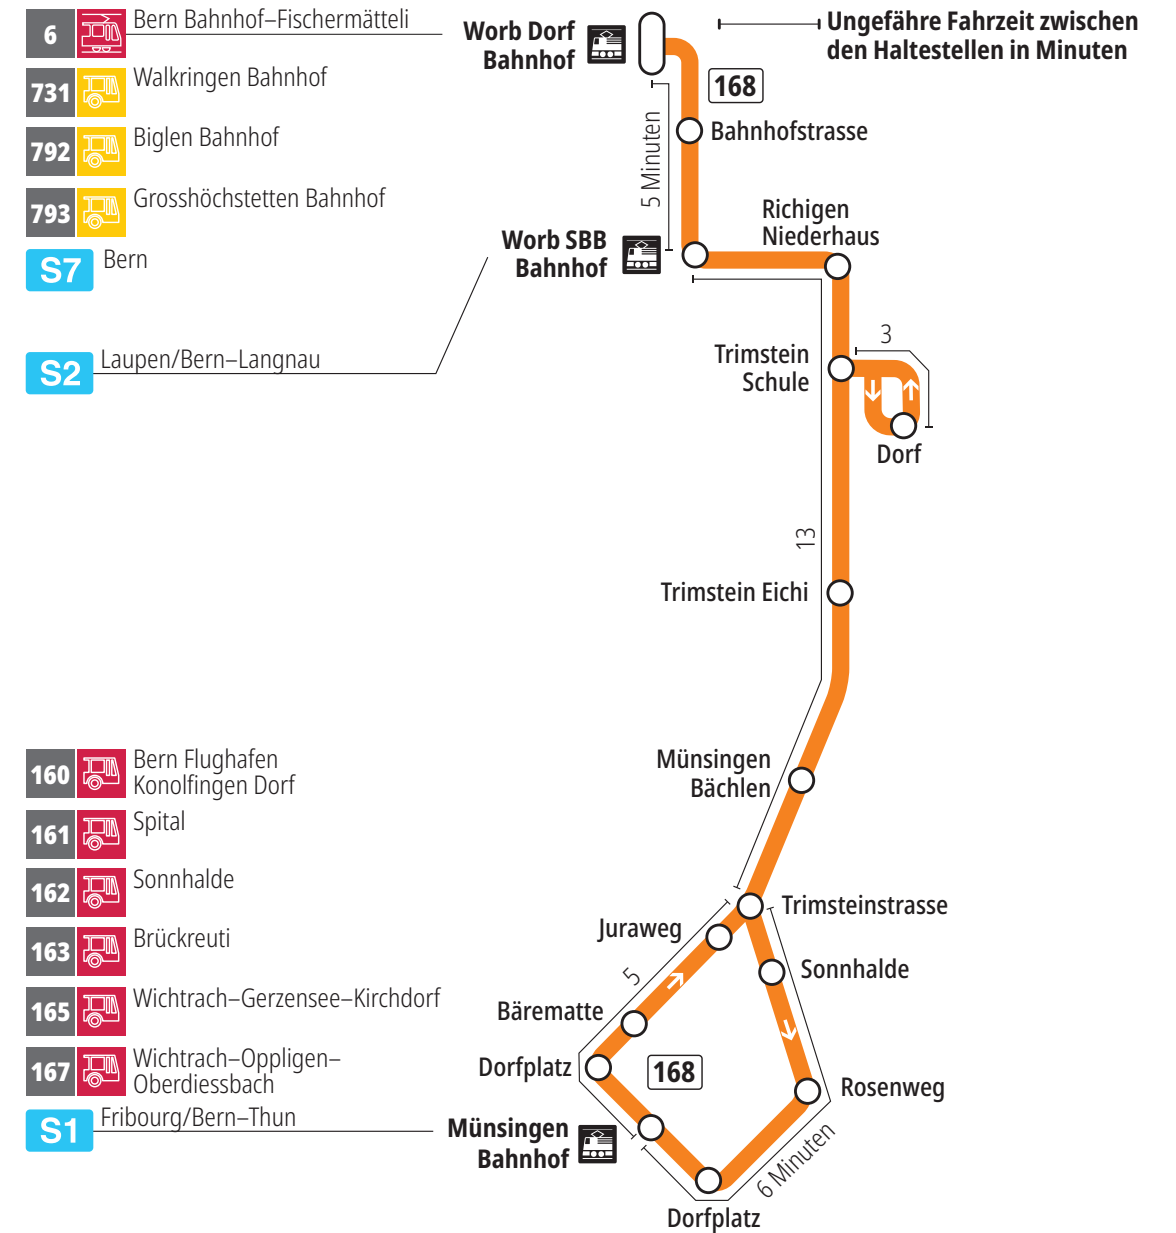 6 Bern Bahnhof–Fischermätteli
731 Walkringen Bahnhof
792 Biglen Bahnhof
793 Grosshöchstetten Bahnhof
S7 Bern
S2 Laupen/Bern–Langnau
Worb Dorf
Bahnhof
Ungefähre Fahrzeit zwischen
den Haltestellen in Minuten
168
5 Minuten
Bahnhofstrasse
Worb SBB
Bahnhof
Richigen
Niederhaus
Trimstein
Schule
3
Dorf
13
Trimstein Eichi
Münsingen
Bächlen
160 Bern Flughafen
Konolfingen Dorf
161 Spital
162 Sonnhalde
163 Brückreuti
165 Wichtrach–Gerzensee–Kirchdorf
167 Wichtrach–Oppligen–
Oberdiessbach
S1 Fribourg/Bern–Thun
Trimsteinstrasse
Juraweg
Sonnhalde
5
Bärematte
Dorfplatz
168
Rosenweg
Münsingen
Bahnhof
6 Minuten
Dorfplatz